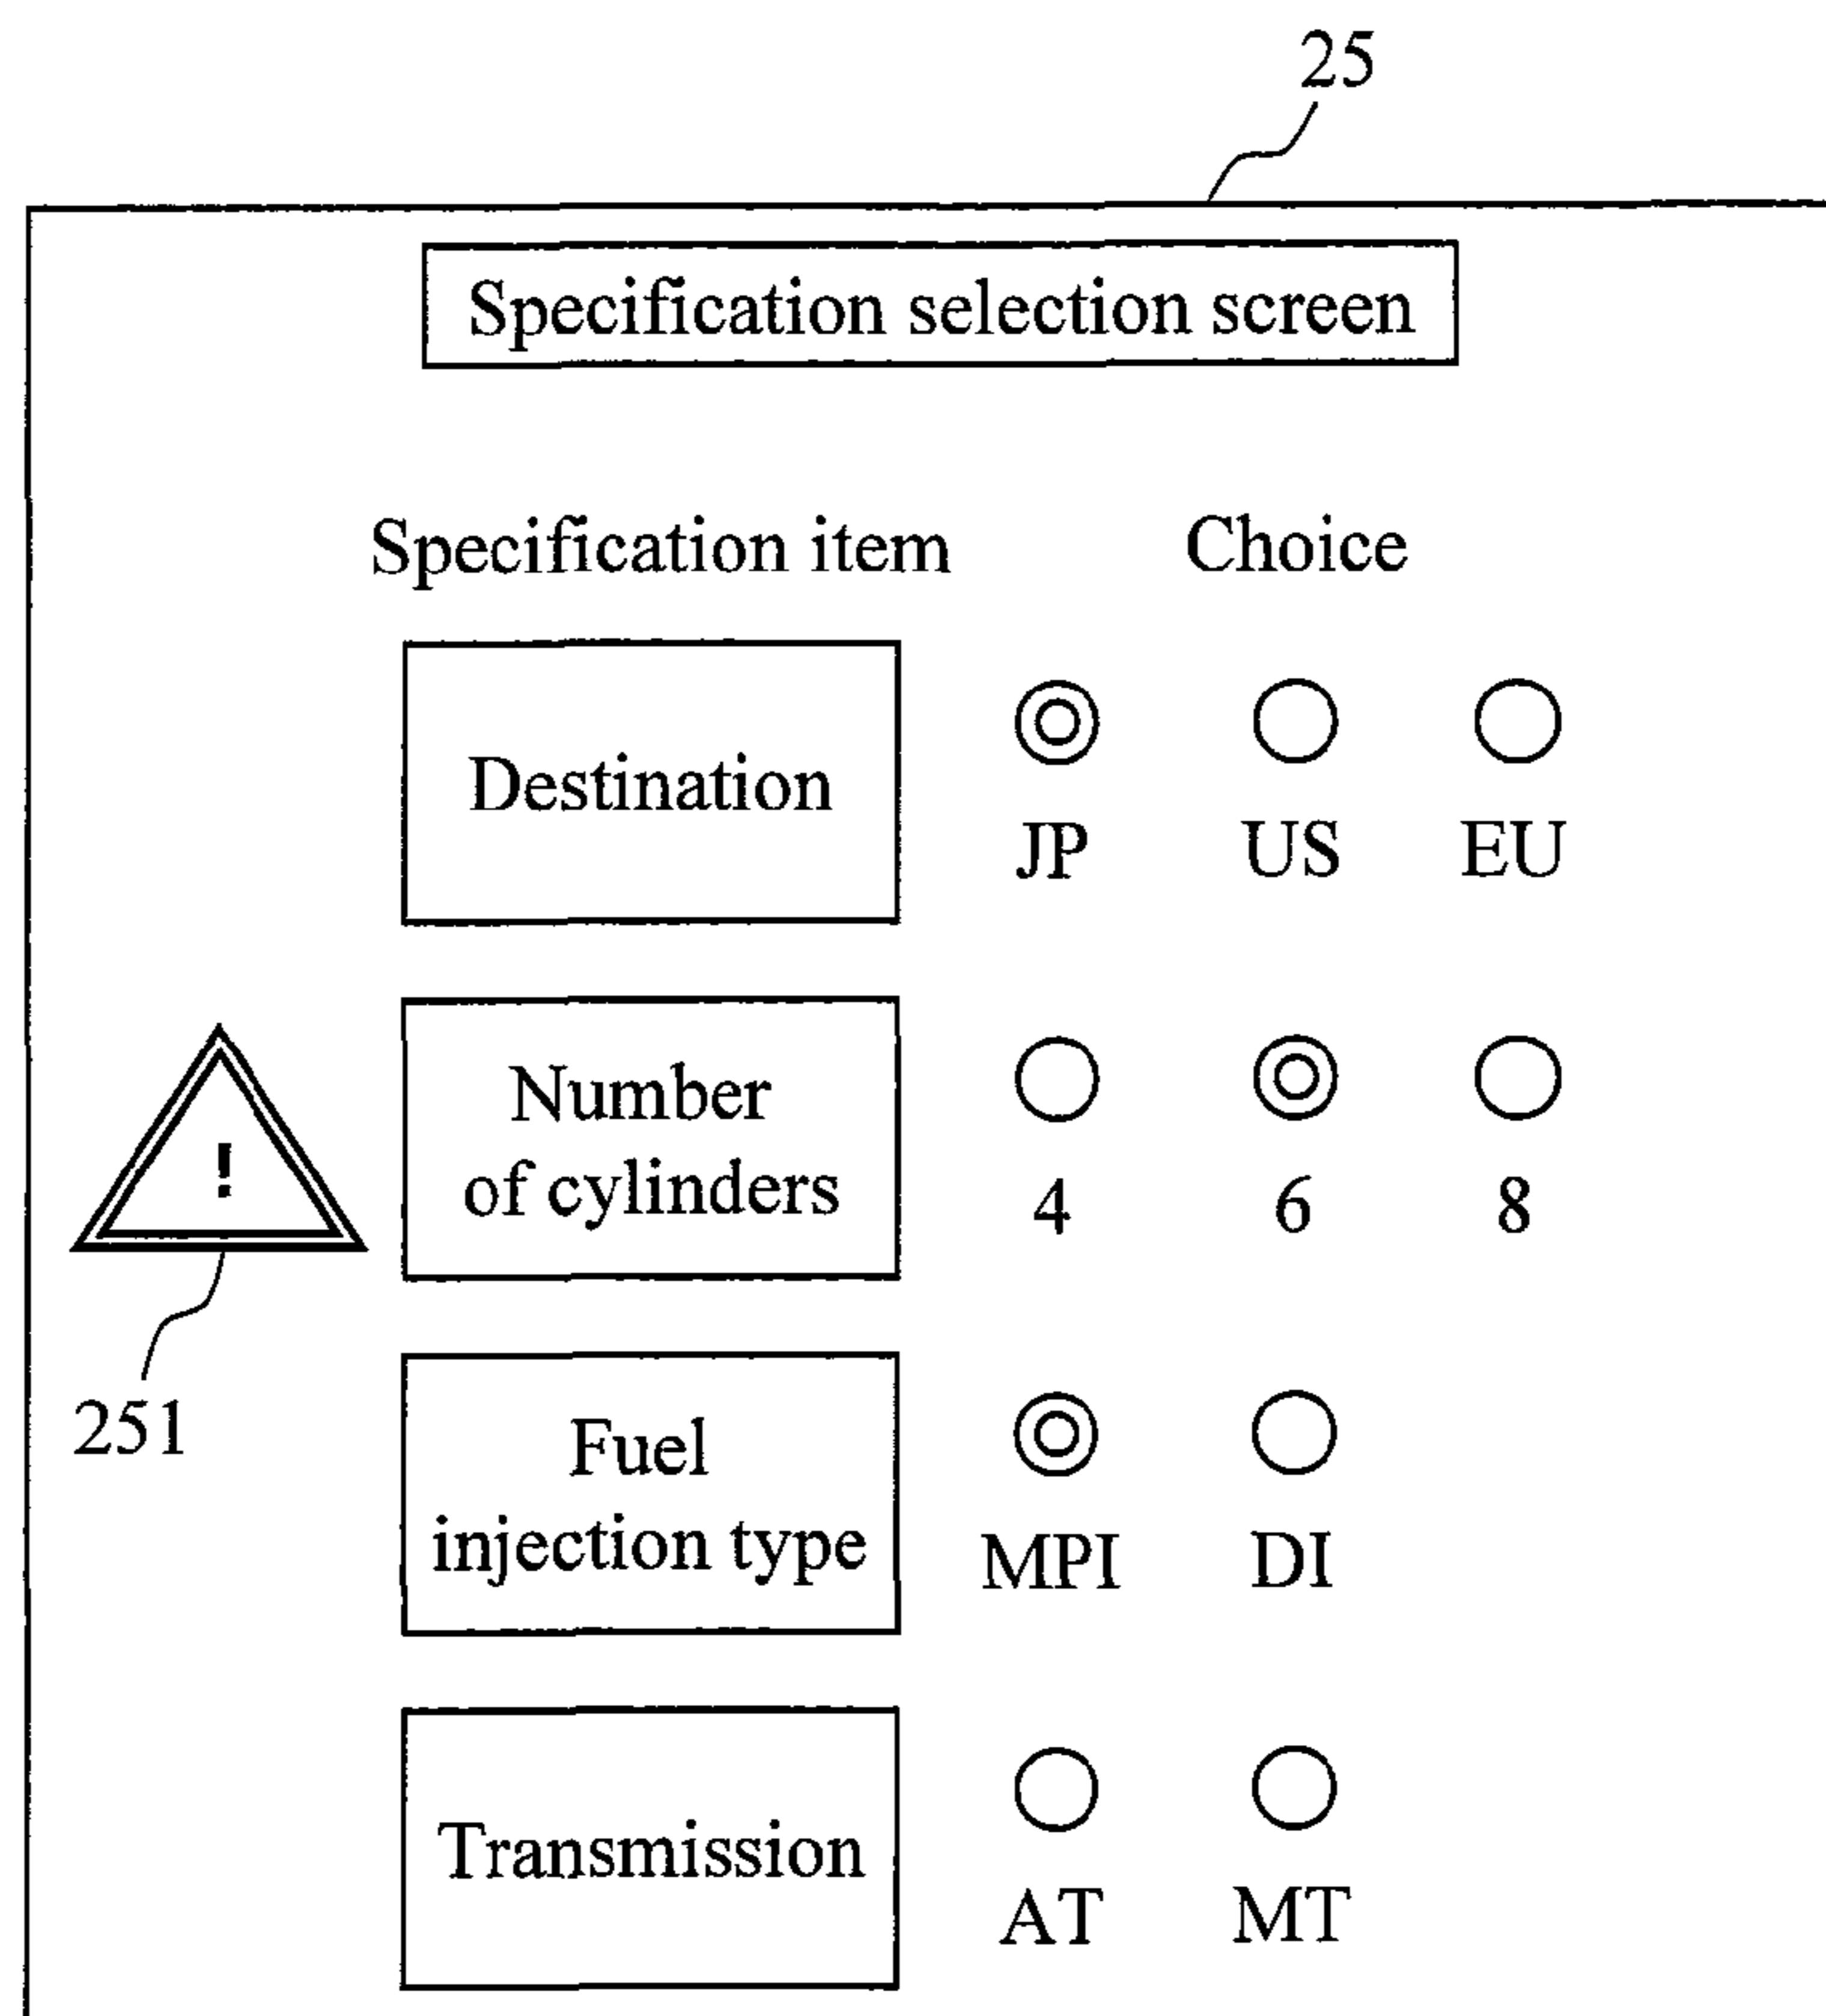 25
Specification selection screen
Specification item Choice
Destination
JP US EU
!
Number
of cylinders
4 6 8
251
Fuel
injection type
MPI DI
Transmission
AT MT